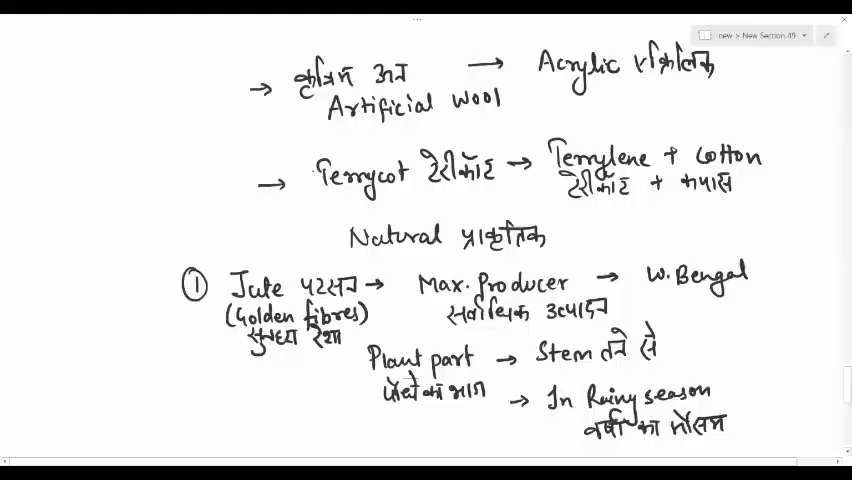 new > New Section 49
→ कृत्रिम ऊन → Acrylic एक्रिलिक
Artificial wool
→ Terrycot टेरीकॉट → Terrylene + Cotton
टेरीकॉट + कपास
Natural प्राकृतिक
① Jute पटसन → Max. Producer → W. Bengal
(Golden fibres) सर्वाधिक उत्पादन
रेशा
Plant part → Stem तने से
पौधे का भाग → In Rainy season
वर्षा का मौसम